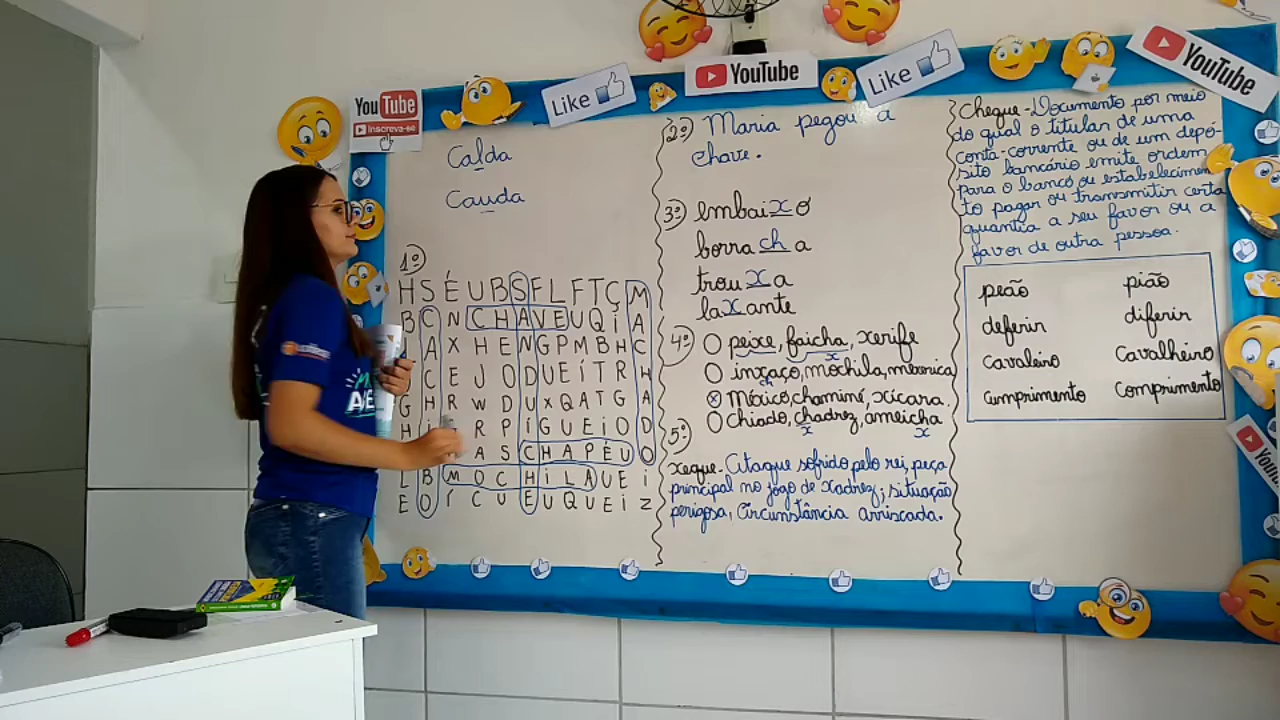 YouTube
Inscreva-se
Like
YouTube
Like
YouTube
Calda
Cauda
1º)
H S É U B S F L F T Ç M
B C N C H A V E U Q i A
A X H E N G P M B H C
C E J O D U E i T R H
G H R W D U X Q A T G A
H i R P i G U E i O D
A S C H A P É U O
L B M O C H i L A U E i
E O i C U E U Q U E i Z
2º) Maria pegou a
chave.
3º) embaixo
borracha
trouxa
laxante
4º) O peixe, faicha, xerife
x
O inxaço, mochila, mexerica
ch
⊗ México, chaminé, xícara.
O chiado, chadrez, ameicha
x x
5º)
Xeque- Citaque sofrido pelo rei, peça
principal no jogo de xadrez; situação
perigosa, Circunstância arriscada.
Cheque- Documento por meio
do qual o titular de uma
conta-corrente ou de um depó-
sito bancário emite ordem
para o banco ou estabelecimen
to pagar ou transmitir certa
quantia a seu favor ou a
favor de outra pessoa.
peão pião
deferir diferir
Cavaleiro Cavalheiro
Cumprimento Comprimento